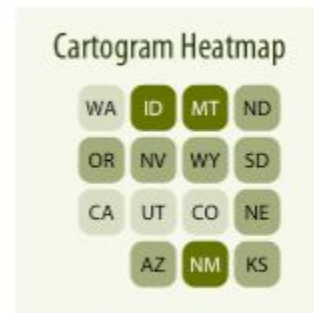 Cartogram Heatmap
WA ID MT ND
OR NV WY SD
CA UT CO NE
AZ NM KS